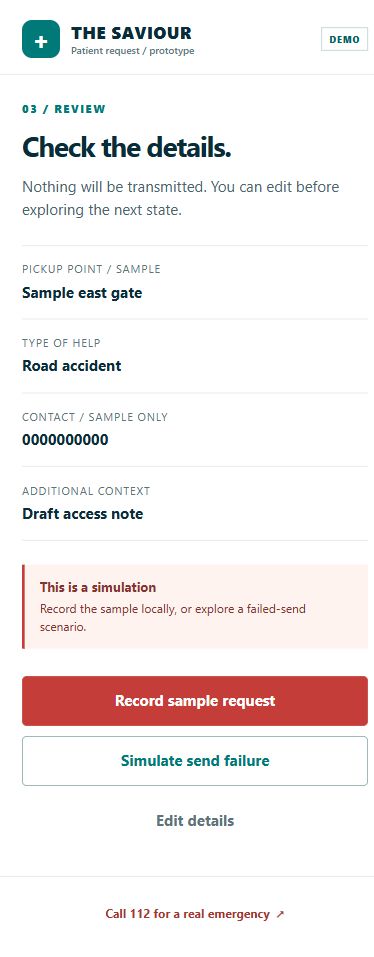 THE SAVIOUR
Patient request / prototype
DEMO
03 / REVIEW
Check the details.
Nothing will be transmitted. You can edit before
exploring the next state.
PICKUP POINT / SAMPLE
Sample east gate
TYPE OF HELP
Road accident
CONTACT / SAMPLE ONLY
0000000000
ADDITIONAL CONTEXT
Draft access note
This is a simulation
Record the sample locally, or explore a failed-send
scenario.
Record sample request
Simulate send failure
Edit details
Call 112 for a real emergency ↗